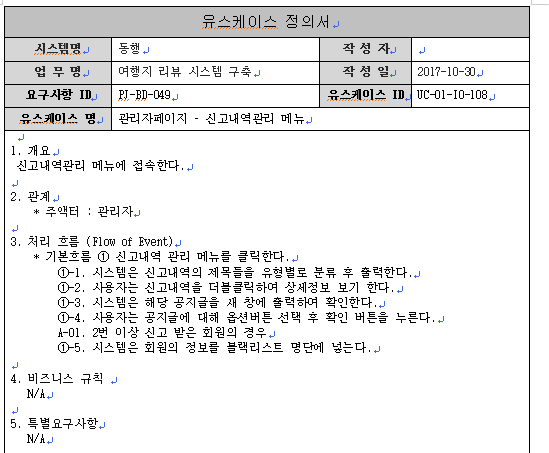 유스케이스 정의서
시스템명 동행 작 성 자
업 무 명 여행지 리뷰 시스템 구축 작 성 일 2017-10-30
요구사항 ID PJ-BD-049 유스케이스 ID UC-01-IO-108
유스케이스 명 관리자페이지 - 신고내역관리 메뉴
1. 개요
신고내역관리 메뉴에 접속한다.
2. 관계
* 주액터 : 관리자
3. 처리 흐름 (Flow of Event)
* 기본흐름 ① 신고내역 관리 메뉴를 클릭한다.
①-1. 시스템은 신고내역의 제목들을 유형별로 분류 후 출력한다.
①-2. 사용자는 신고내역을 더블클릭하여 상세정보 보기 한다.
①-3. 시스템은 해당 공지글을 새 창에 출력하여 확인한다.
①-4. 사용자는 공지글에 대해 옵션버튼 선택 후 확인 버튼을 누른다.
A-01. 2번 이상 신고 받은 회원의 경우
①-5. 시스템은 회원의 정보를 블랙리스트 명단에 넣는다.
4. 비즈니스 규칙
N/A
5. 특별요구사항
N/A